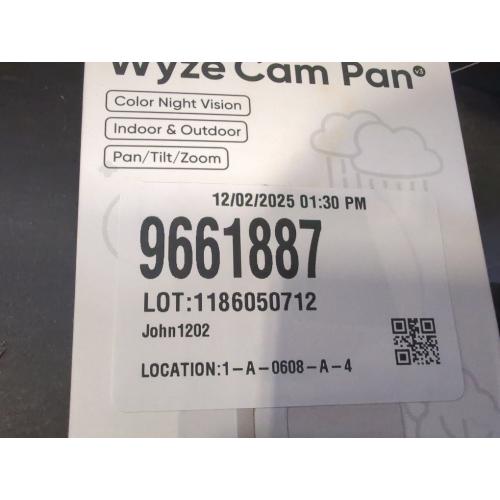 Wyze Cam Pan v3
Color Night Vision
Indoor & Outdoor
Pan/Tilt/Zoom
12/02/2025 01:30 PM
9661887
LOT:1186050712
John1202
LOCATION:1-A-0608-A-4